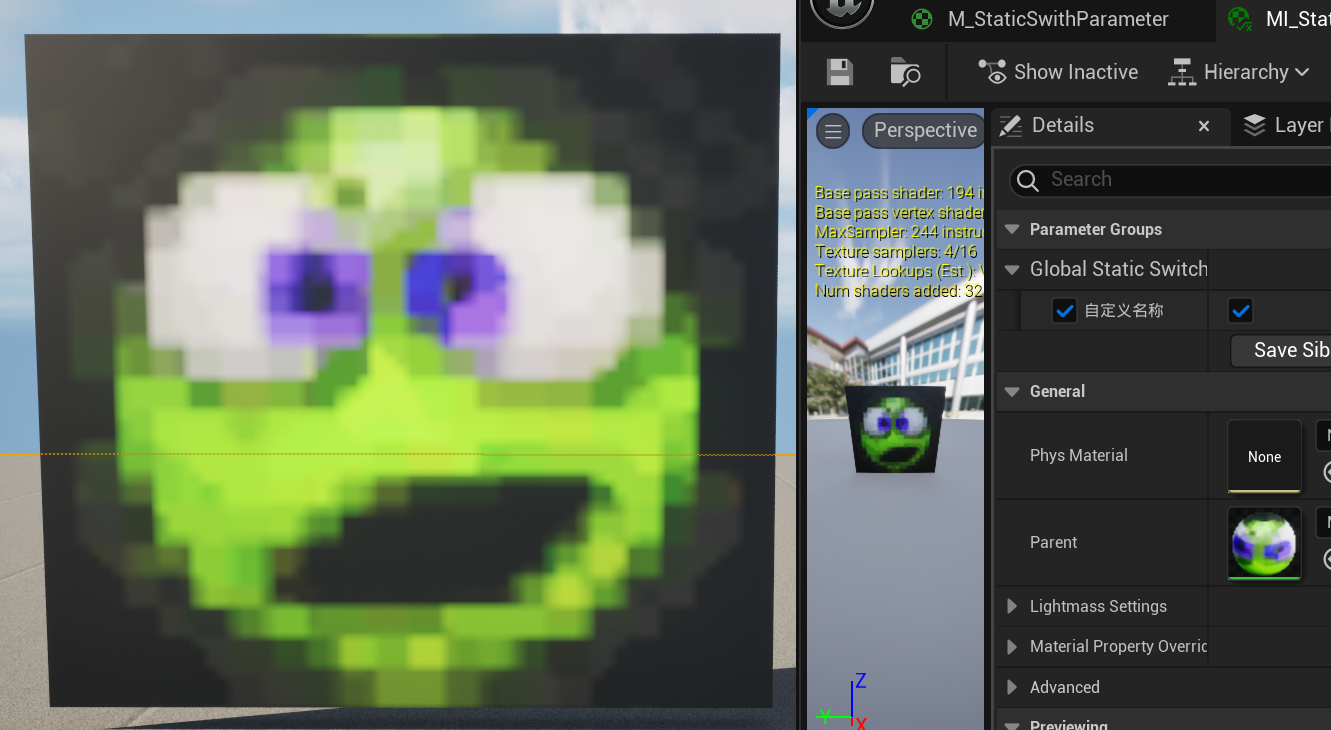 M_StaticSwithParameter
MI_Stat
Show Inactive
Hierarchy
Perspective
Details
Layer
Search
Base pass shader: 194 i
Base pass vertex shader
MaxSampler: 244 instru
Texture samplers: 4/16
Texture Lookups (Est.):
Num shaders added: 32
Parameter Groups
Global Static Switch
自定义名称
Save Sib
General
Phys Material
None
Parent
Lightmass Settings
Material Property Overric
Advanced
Previewing
Z
Y
X